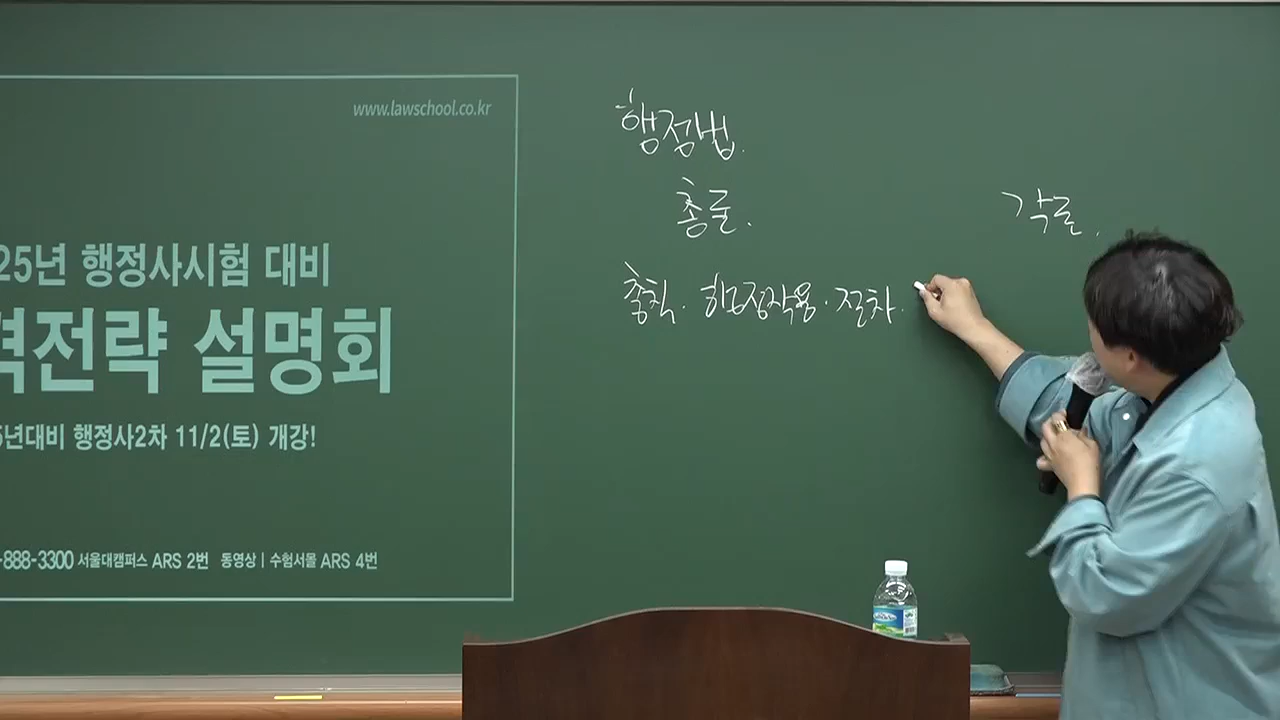 www.lawschool.co.kr
25년 행정사시험 대비
격전략 설명회
5년대비 행정사2차 11/2(토) 개강!
-888-3300 서울대캠퍼스 ARS 2번 동영상 | 수험서몰 ARS 4번
행정법.
총론.
각론.
총칙. 행정작용. 절차.